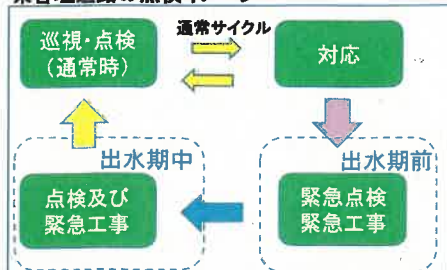 通常サイクル
巡視・点検
(通常時)
対応
出水期中
出水期前
点検及び
緊急工事
緊急点検
緊急工事